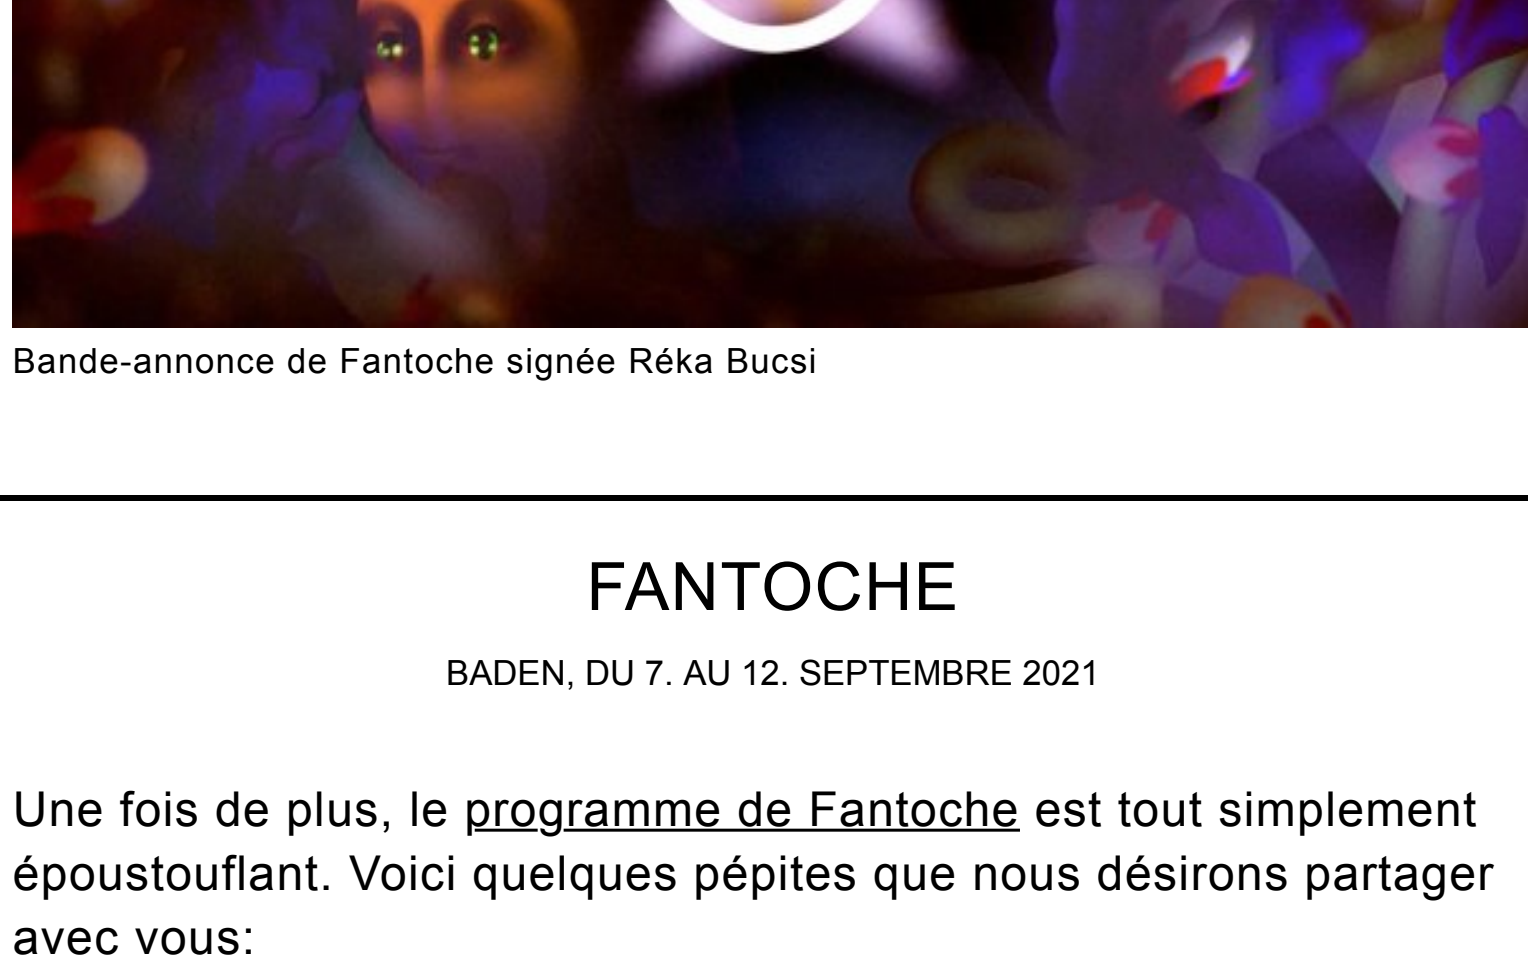 Bande-annonce de Fantoche signée Réka Bucsi
FANTOCHE
BADEN, DU 7. AU 12. SEPTEMBRE 2021
Une fois de plus, le programme de Fantoche est tout simplement
époustouflant. Voici quelques pépites que nous désirons partager
avec vous: